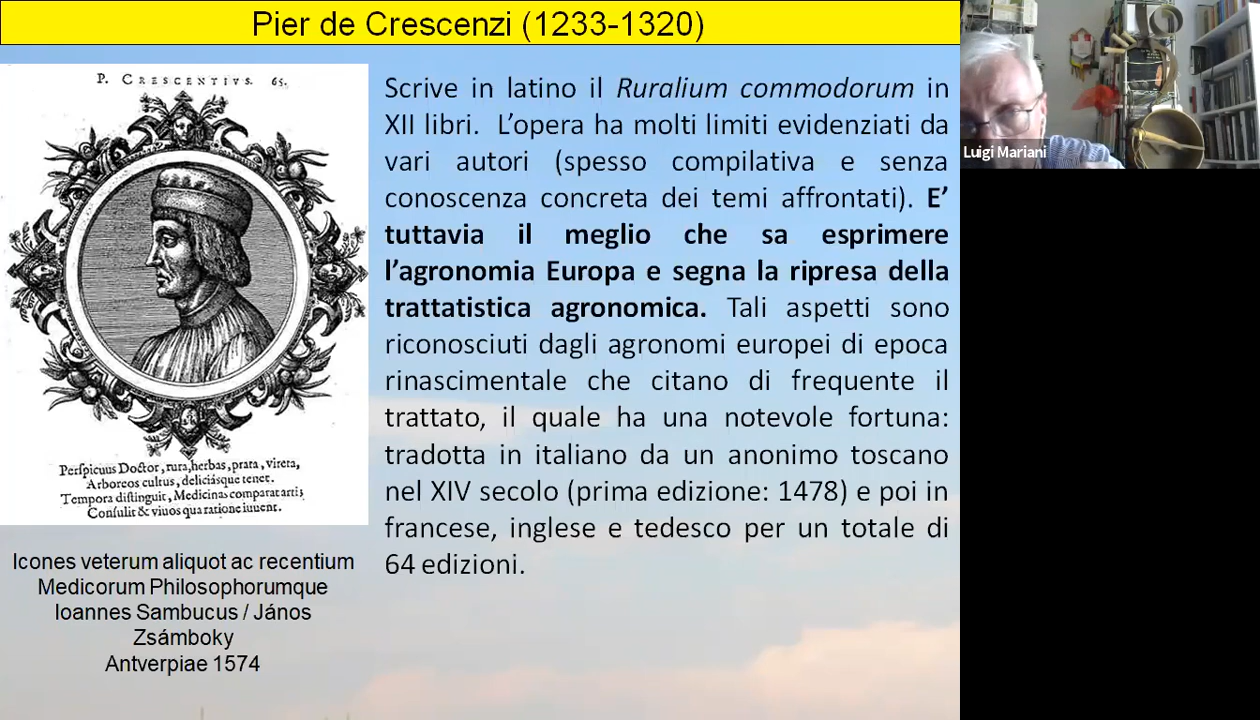 Pier de Crescenzi (1233-1320)
P. CRESCENTIVS. 65.
Perspicuus Doctor, rura, herbas, prata, vireta,
Arboreos cultus, deliciásque tenet.
Tempora distinguit, Medicinas comparat artis,
Consulit & viuos qua ratione iuuent.
Icones veterum aliquot ac recentium
Medicorum Philosophorumque
Ioannes Sambucus / János
Zsámboky
Antverpiae 1574
Scrive in latino il Ruralium commodorum in
XII libri. L’opera ha molti limiti evidenziati da
vari autori (spesso compilativa e senza
conoscenza concreta dei temi affrontati). E’
tuttavia il meglio che sa esprimere
l’agronomia Europa e segna la ripresa della
trattatistica agronomica. Tali aspetti sono
riconosciuti dagli agronomi europei di epoca
rinascimentale che citano di frequente il
trattato, il quale ha una notevole fortuna:
tradotta in italiano da un anonimo toscano
nel XIV secolo (prima edizione: 1478) e poi in
francese, inglese e tedesco per un totale di
64 edizioni.
Luigi Mariani